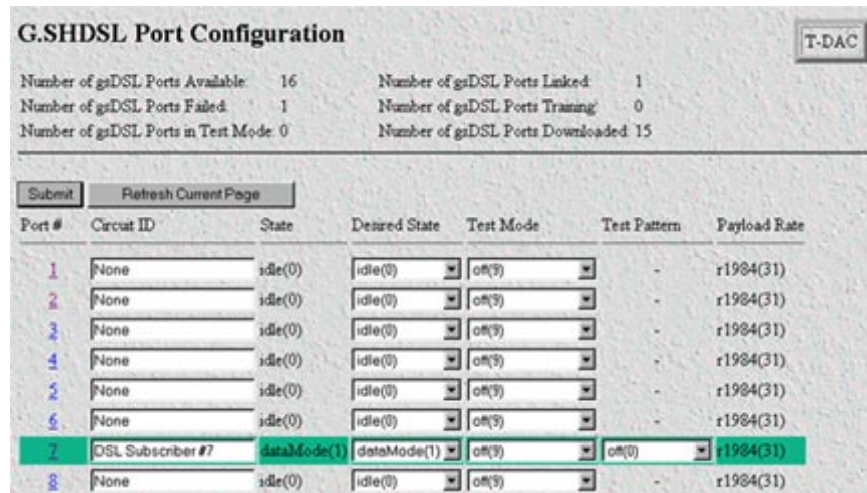 G.SHDSL Port Configuration
T-DAC
Number of gsDSL Ports Available: 16 Number of gsDSL Ports Linked: 1
Number of gsDSL Ports Failed: 1 Number of gsDSL Ports Training: 0
Number of gsDSL Ports in Test Mode: 0 Number of gsDSL Ports Downloaded: 15
Submit Refresh Current Page
Port # Circuit ID State Desired State Test Mode Test Pattern Payload Rate
1 None idle(0) idle(0) off(9) - r1984(31)
2 None idle(0) idle(0) off(9) - r1984(31)
3 None idle(0) idle(0) off(9) - r1984(31)
4 None idle(0) idle(0) off(9) - r1984(31)
5 None idle(0) idle(0) off(9) - r1984(31)
6 None idle(0) idle(0) off(9) - r1984(31)
7 DSL Subscriber #7 dataMode(1) dataMode(1) off(9) off(0) r1984(31)
8 None idle(0) idle(0) off(9) - r1984(31)